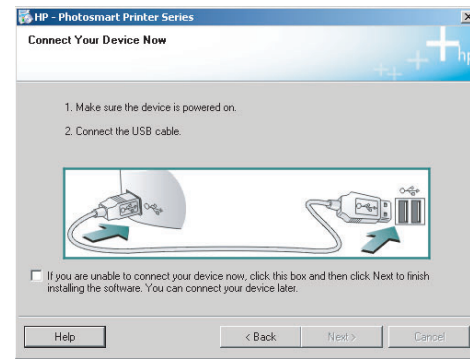 HP - Photosmart Printer Series
Connect Your Device Now
hp
1. Make sure the device is powered on.
2. Connect the USB cable.
If you are unable to connect your device now, click this box and then click Next to finish
installing the software. You can connect your device later.
Help
< Back
Next >
Cancel